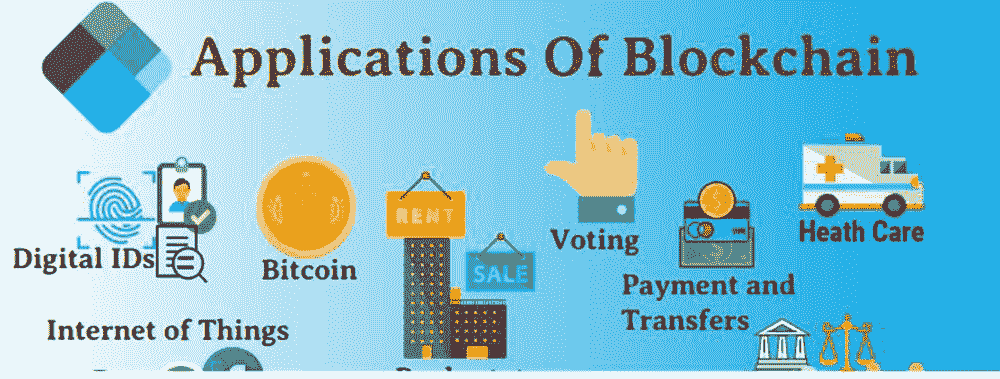 Applications Of Blockchain
RENT
SALE
Digital IDs
Bitcoin
Voting
Heath Care
Payment and
Transfers
Internet of Things